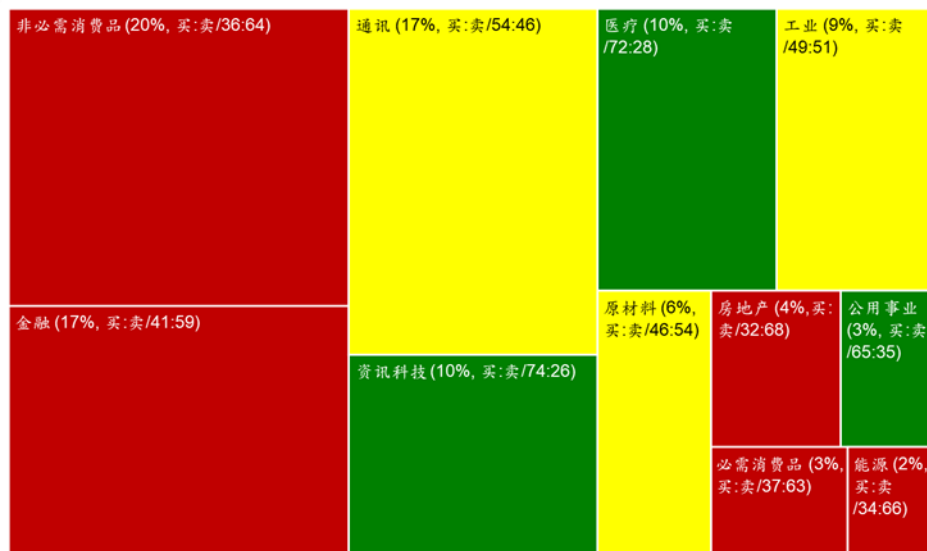 非必需消费品 (20%, 买:卖/36:64)
通讯 (17%, 买:卖/54:46)
医疗 (10%, 买:卖
/72:28)
工业 (9%, 买:卖
/49:51)
金融 (17%, 买:卖/41:59)
资讯科技 (10%, 买:卖/74:26)
原材料 (6%,
买:卖/46:54)
房地产 (4%,买:
卖/32:68)
公用事业
(3%, 买:卖
/65:35)
必需消费品 (3%,
买:卖/37:63)
能源 (2%,
买:卖
/34:66)